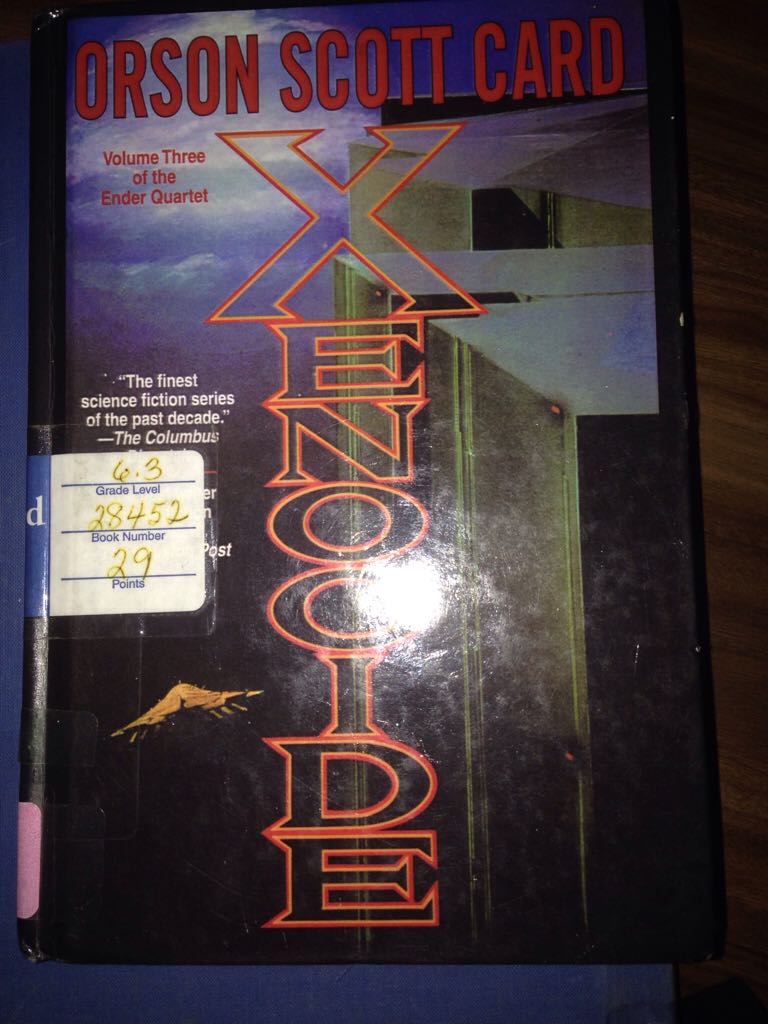 ORSON SCOTT CARD
Volume Three
of the
Ender Quartet
XENOCIDE
"The finest
science fiction series
of the past decade."
—The Columbus
6.3
Grade Level
28452
Book Number
29
Points
d
Post